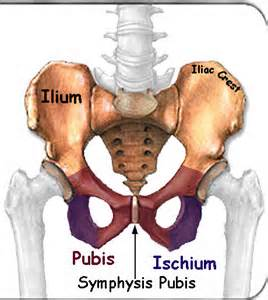 Iliac Crest
Ilium
Pubis
Ischium
Symphysis Pubis